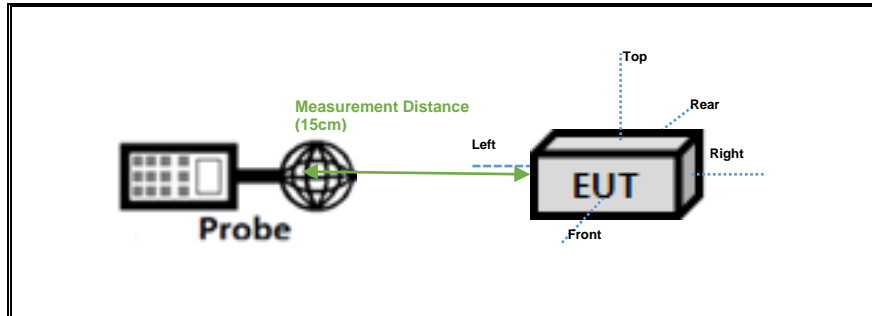 Top
Rear
Measurement Distance
(15cm)
Left
Right
EUT
Probe
Front